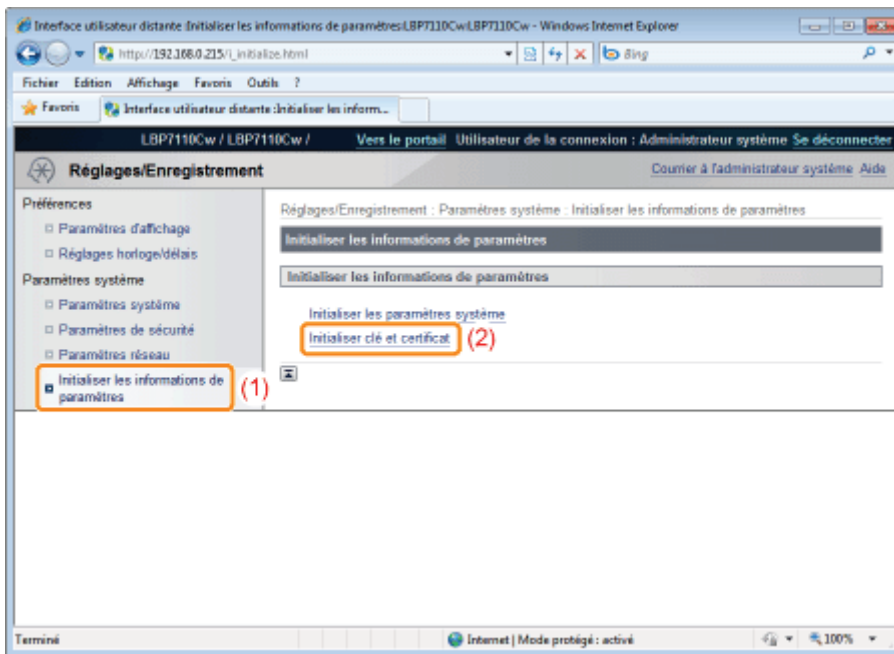 Interface utilisateur distante :Initialiser les informations de paramètres:LBP7110Cw:LBP7110Cw - Windows Internet Explorer
http://192.168.0.215/i_initialize.html
Bing
Fichier Edition Affichage Favoris Outils ?
Favoris Interface utilisateur distante :Initialiser les inform...
LBP7110Cw / LBP7110Cw / Vers le portail Utilisateur de la connexion : Administrateur système Se déconnecter
Réglages/Enregistrement Courrier à l'administrateur système Aide
Préférences
Paramètres d'affichage
Réglages horloge/délais
Paramètres système
Paramètres système
Paramètres de sécurité
Paramètres réseau
Initialiser les informations de
paramètres
(1)
Réglages/Enregistrement : Paramètres système : Initialiser les informations de paramètres
Initialiser les informations de paramètres
Initialiser les informations de paramètres
Initialiser les paramètres système
Initialiser clé et certificat (2)
Terminé Internet | Mode protégé : activé 100%